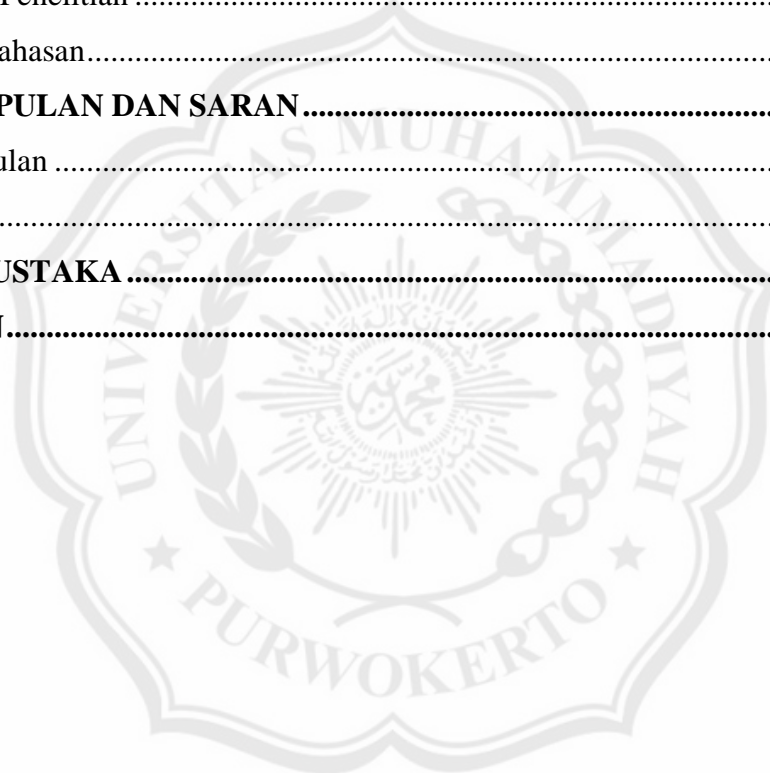 Penelitian ..........................................................................
ahasan..........................................................................
PULAN DAN SARAN..........................................................
ulan ..........................................................................
..........................................................................
USTAKA ..........................................................................
..........................................................................
UNIVERSITAS MUHAMMADIYAH
PURWOKERTO